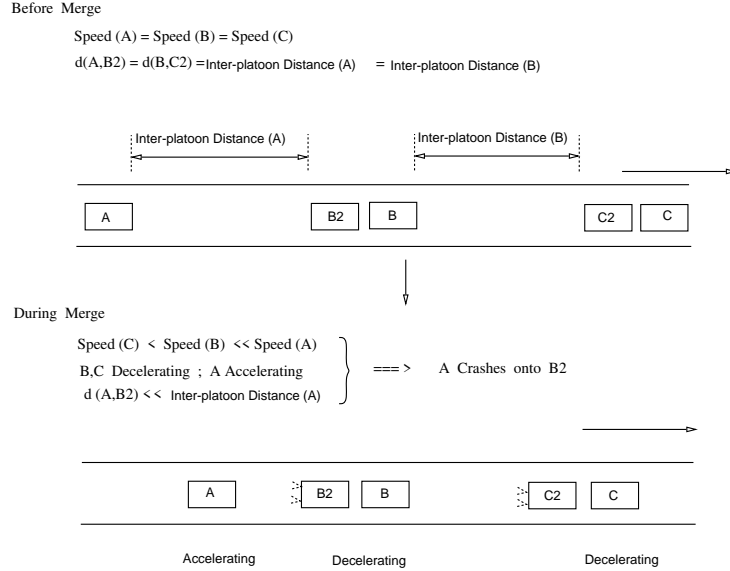 Before Merge
Speed (A) = Speed (B) = Speed (C)
d(A,B2) = d(B,C2) =Inter-platoon Distance (A) = Inter-platoon Distance (B)
Inter-platoon Distance (A) Inter-platoon Distance (B)
A B2 B C2 C
During Merge
Speed (C) < Speed (B) << Speed (A)
B,C Decelerating ; A Accelerating ===> A Crashes onto B2
d (A,B2) << Inter-platoon Distance (A)
A B2 B C2 C
Accelerating Decelerating Decelerating